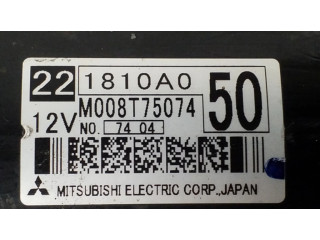 22 1810A0
12V M008T75074 50
NO. 74 04
MITSUBISHI ELECTRIC CORP., JAPAN